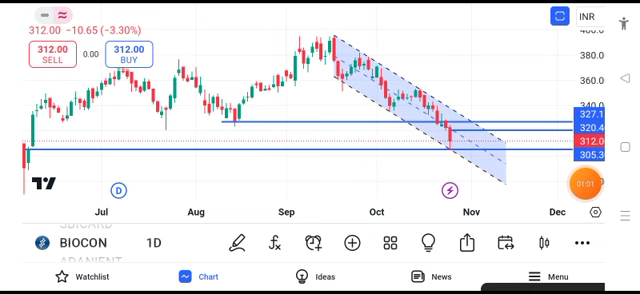 INR
312.00 −10.65 (−3.30%)
312.00
SELL
0.00
312.00
BUY
380.0
360.0
340.0
327.1
320.4
312.0
305.3
01:01
D
Jul
Aug
Sep
Oct
Nov
Dec
SBICARD
BIOCON
1D
ADANIENT
Watchlist
Chart
Ideas
News
Menu